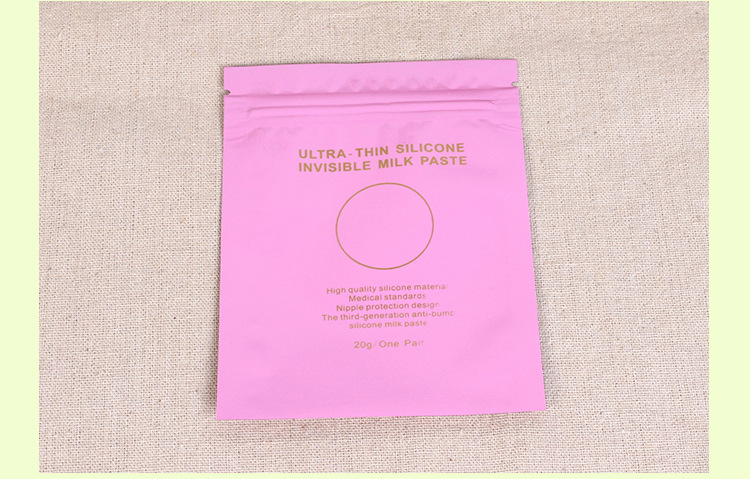 ULTRA-THIN SILICONE
INVISIBLE MILK PASTE
High quality silicone material
Medical standards
Nipple protection design
The third-generation anti-bump
silicone milk paste
20g/One Pair